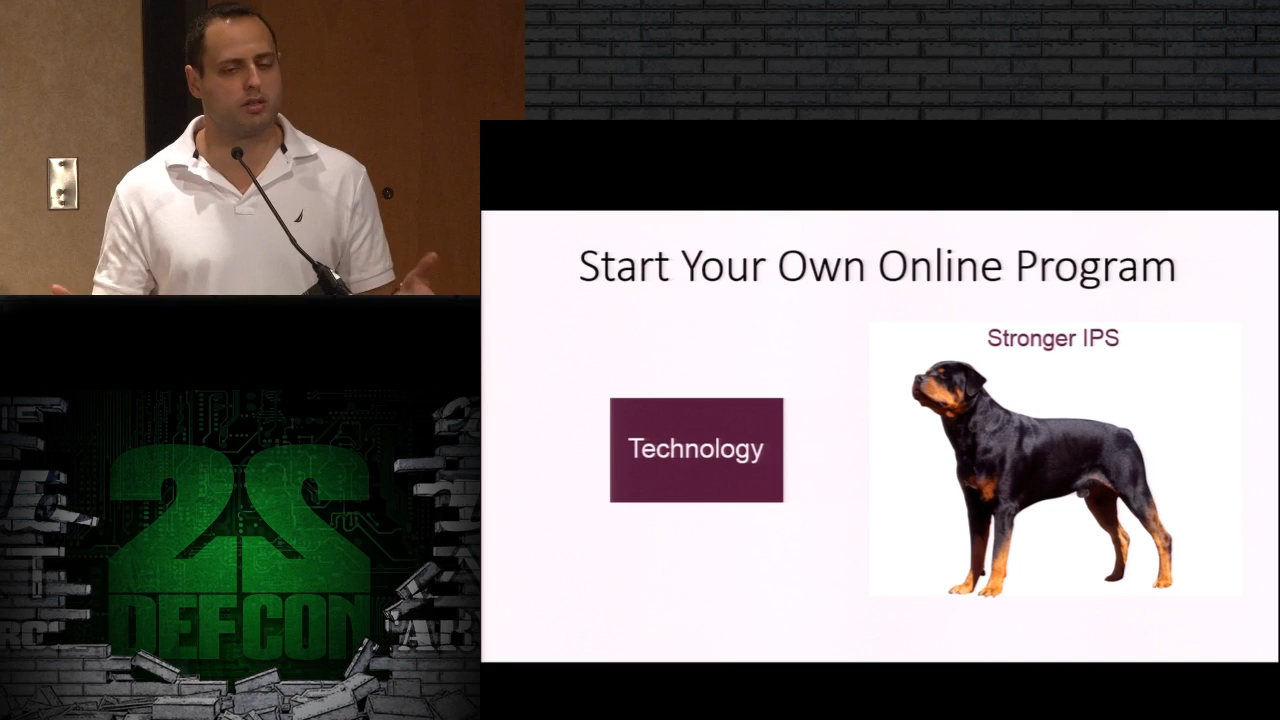 Start Your Own Online Program
Stronger IPS
Technology
22
DEFCON